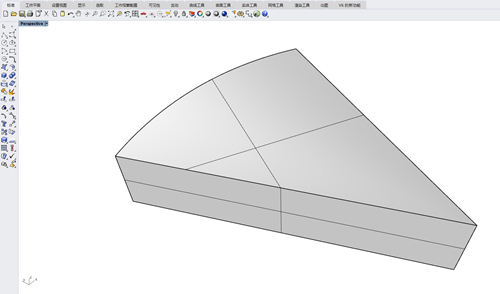 标准 工作平面 设置视图 显示 选取 工作视窗配置 可见性 变动 曲线工具 曲面工具 实体工具 网格工具 渲染工具 出图 V6 的新功能
Perspective